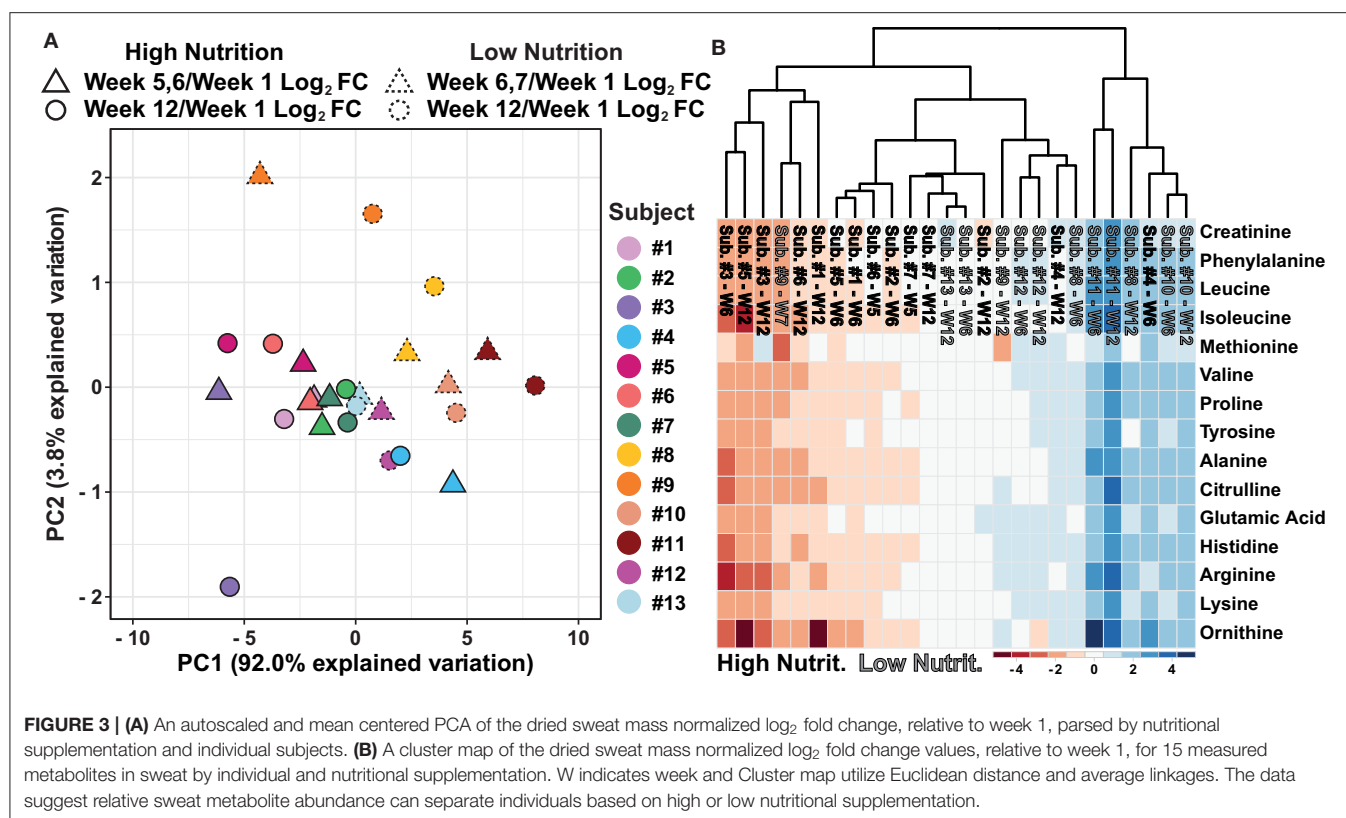 A
High Nutrition
Low Nutrition
Week 5,6/Week 1 Log₂ FC
Week 6,7/Week 1 Log₂ FC
Week 12/Week 1 Log₂ FC
Week 12/Week 1 Log₂ FC
PC2 (3.8% explained variation)
2
1
0
- 1
- 2
- 10
-5
0
5
10
PC1 (92.0% explained variation)
Subject
#1
#2
#3
#4
#5
#6
#7
#8
#9
#10
#11
#12
#13
B
Sub. #3 - W6
Sub. #5 - W12
Sub. #3 - W12
Sub. #9 - W7
Sub. #6 - W12
Sub. #1 - W12
Sub. #5 - W6
Sub. #1 - W6
Sub. #6 - W5
Sub. #2 - W6
Sub. #7 - W5
Sub. #7 - W12
Sub. #13 - W12
Sub. #13 - W6
Sub. #2 - W12
Sub. #9 - W12
Sub. #12 - W6
Sub. #12 - W12
Sub. #4 - W12
Sub. #8 - W6
Sub. #11 - W6
Sub. #11 - W12
Sub. #8 - W12
Sub. #4 - W6
Sub. #10 - W6
Sub. #10 - W12
Creatinine
Phenylalanine
Leucine
Isoleucine
Methionine
Valine
Proline
Tyrosine
Alanine
Citrulline
Glutamic Acid
Histidine
Arginine
Lysine
Ornithine
High Nutrit. Low Nutrit.
-4 -2 0 2 4
FIGURE 3 | (A) An autoscaled and mean centered PCA of the dried sweat mass normalized log₂ fold change, relative to week 1, parsed by nutritional
supplementation and individual subjects. (B) A cluster map of the dried sweat mass normalized log₂ fold change values, relative to week 1, for 15 measured
metabolites in sweat by individual and nutritional supplementation. W indicates week and Cluster map utilize Euclidean distance and average linkages. The data
suggest relative sweat metabolite abundance can separate individuals based on high or low nutritional supplementation.